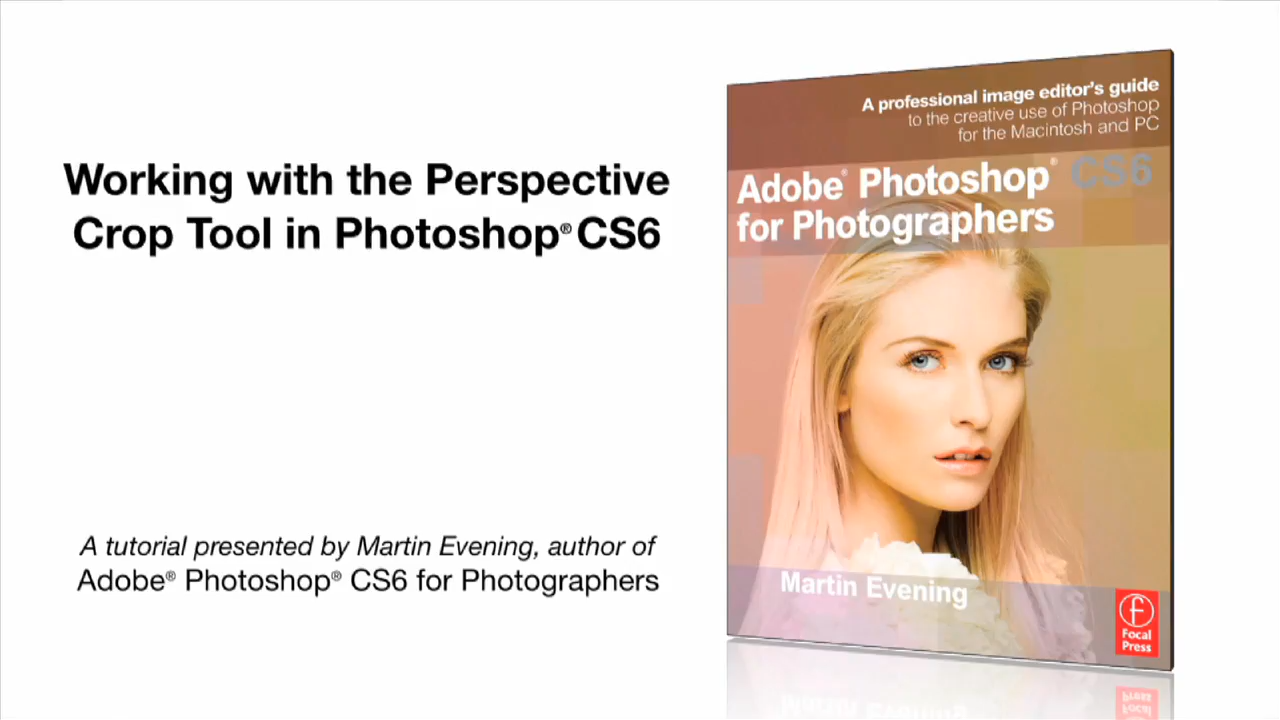 Working with the Perspective
Crop Tool in Photoshop® CS6
A tutorial presented by Martin Evening, author of
Adobe® Photoshop® CS6 for Photographers
A professional image editor's guide
to the creative use of Photoshop
for the Macintosh and PC
Adobe® Photoshop® CS6
for Photographers
Martin Evening
f
Focal
Press